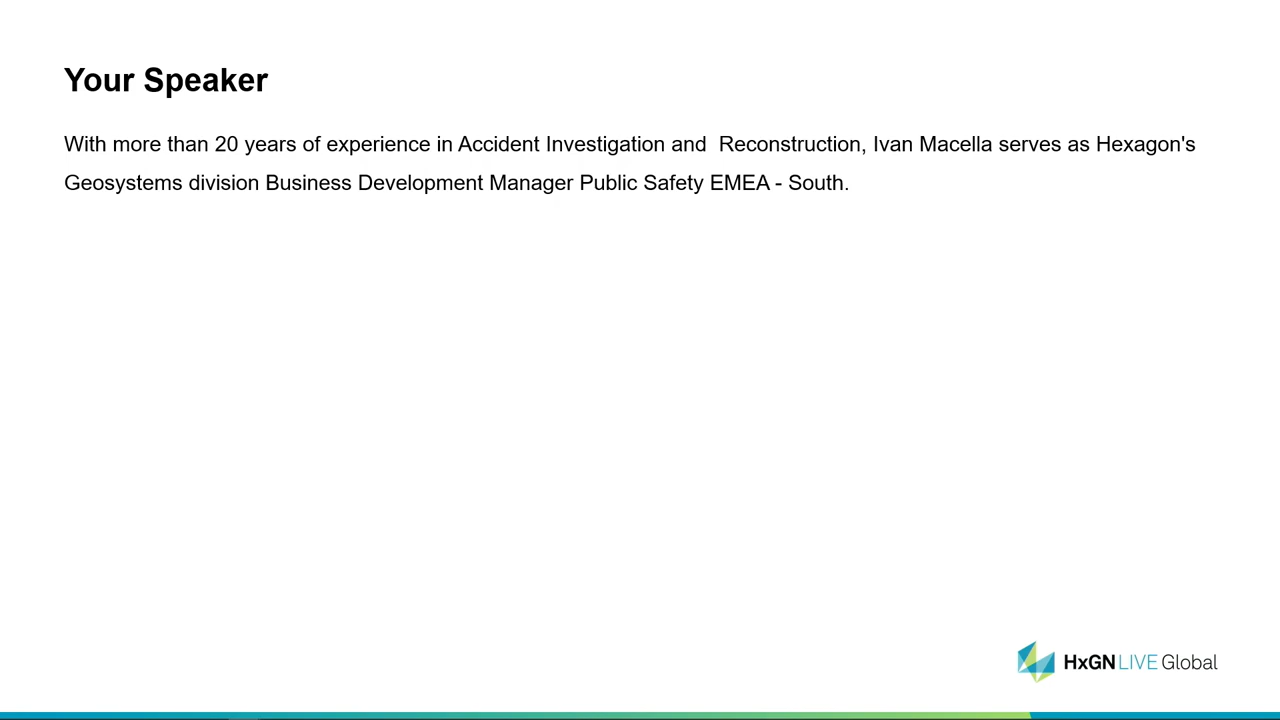 Your Speaker
With more than 20 years of experience in Accident Investigation and  Reconstruction, Ivan Macella serves as Hexagon's
Geosystems division Business Development Manager Public Safety EMEA - South.
HxGN LIVE Global